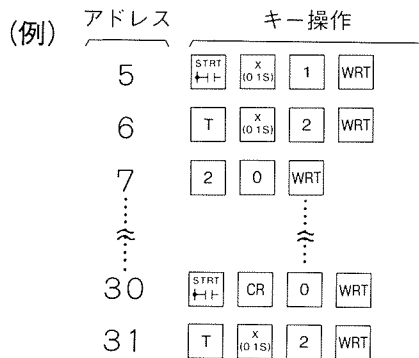 (例) アドレス キー操作
5 STRT X (0 1S) 1 WRT
6 T X (0 1S) 2 WRT
7 2 0 WRT
30 STRT CR 0 WRT
31 T X (0 1S) 2 WRT